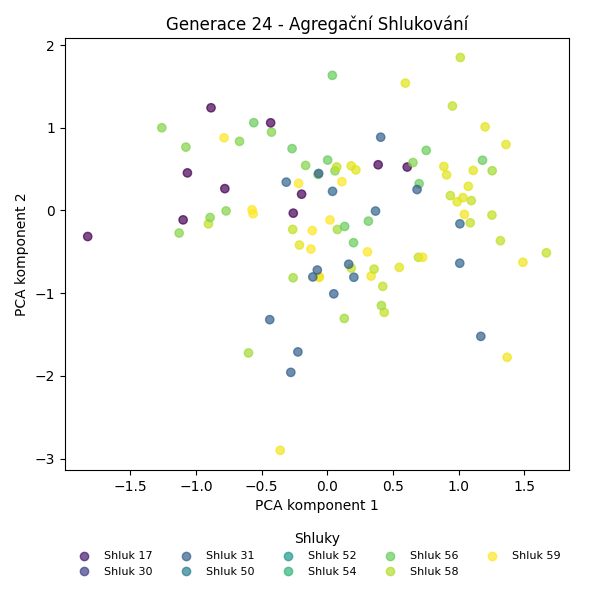 Generace 24 - Agregační Shlukování
PCA komponent 2
2
1
0
−1
−2
−3
−1.5
−1.0
−0.5
0.0
0.5
1.0
1.5
PCA komponent 1
Shluky
Shluk 17
Shluk 31
Shluk 52
Shluk 56
Shluk 59
Shluk 30
Shluk 50
Shluk 54
Shluk 58